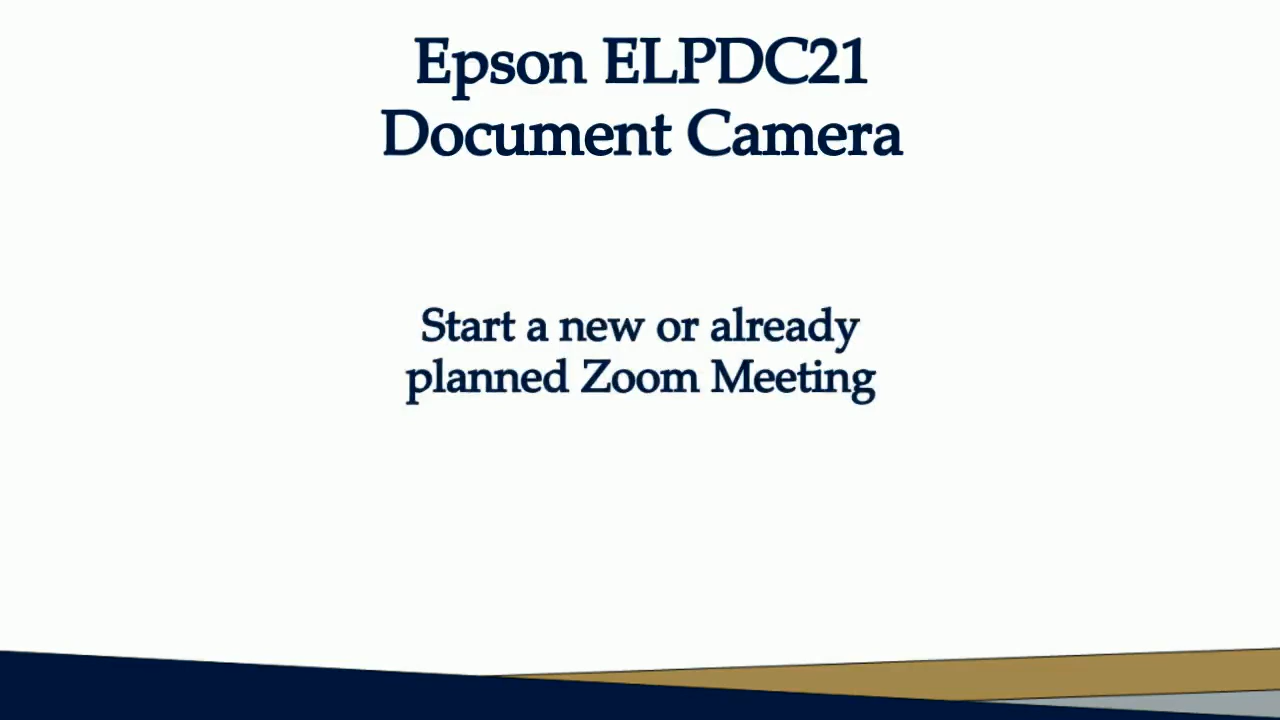 Epson ELPDC21
Document Camera
Start a new or already
planned Zoom Meeting